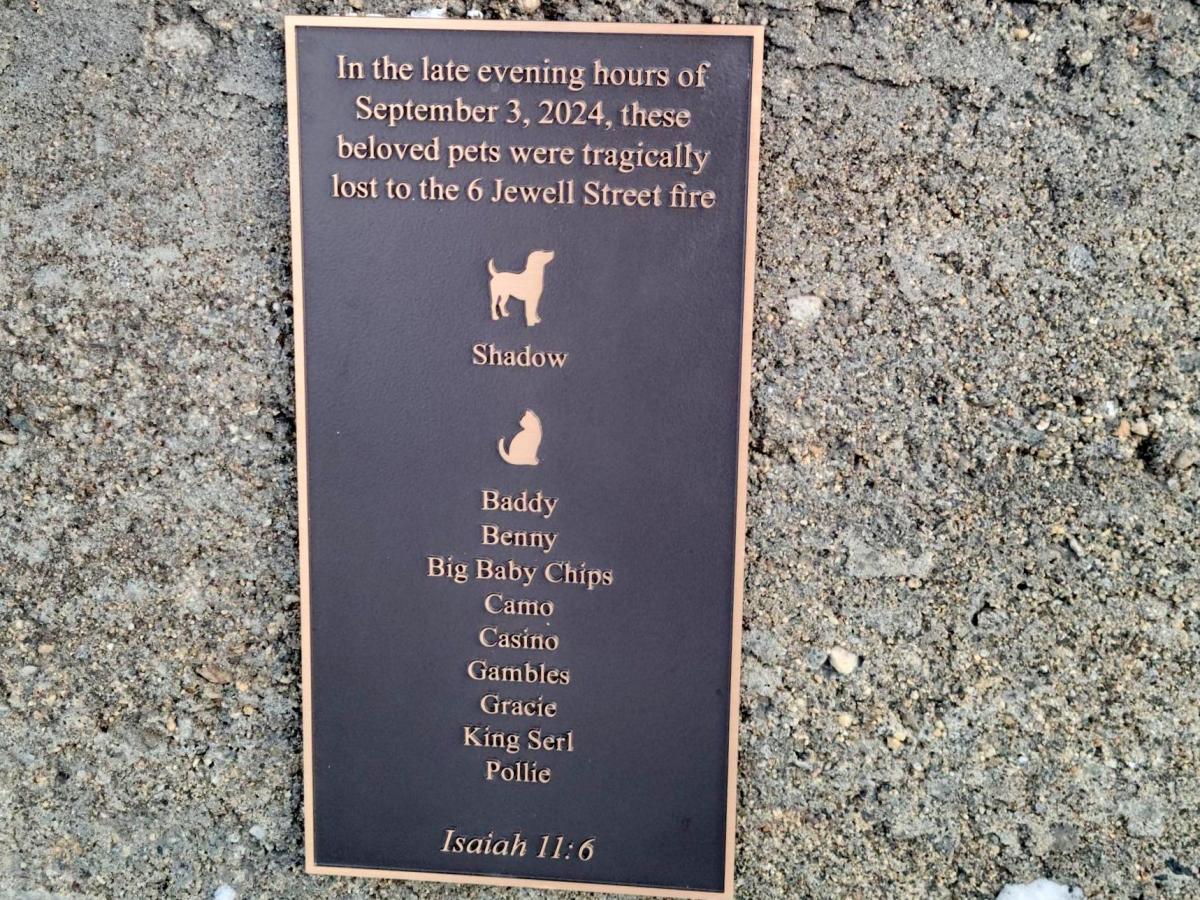 In the late evening hours of
September 3, 2024, these
beloved pets were tragically
lost to the 6 Jewell Street fire
Shadow
Baddy
Benny
Big Baby Chips
Camo
Casino
Gambles
Gracie
King Serl
Pollie
Isaiah 11:6